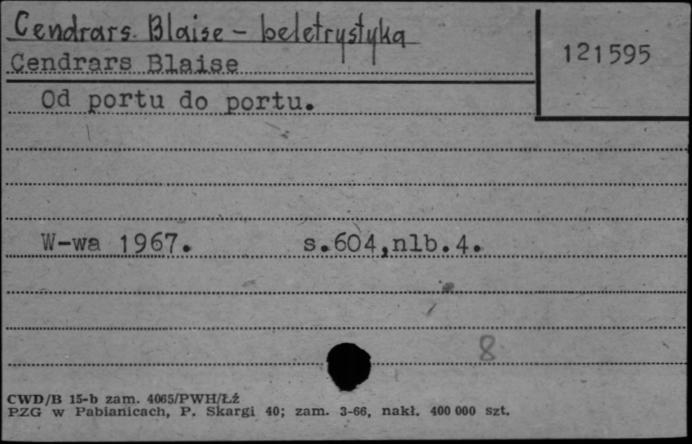 Cendrars Blaise - beletrystyka
Cendrars Blaise
121595
Od portu do portu.
W-wa 1967. s.604,nlb.4.
8
CWD/B 15-b zam. 4065/PWH/Łź
PZG w Pabianicach, P. Skargi 40; zam. 3-66, nakł. 400 000 szt.